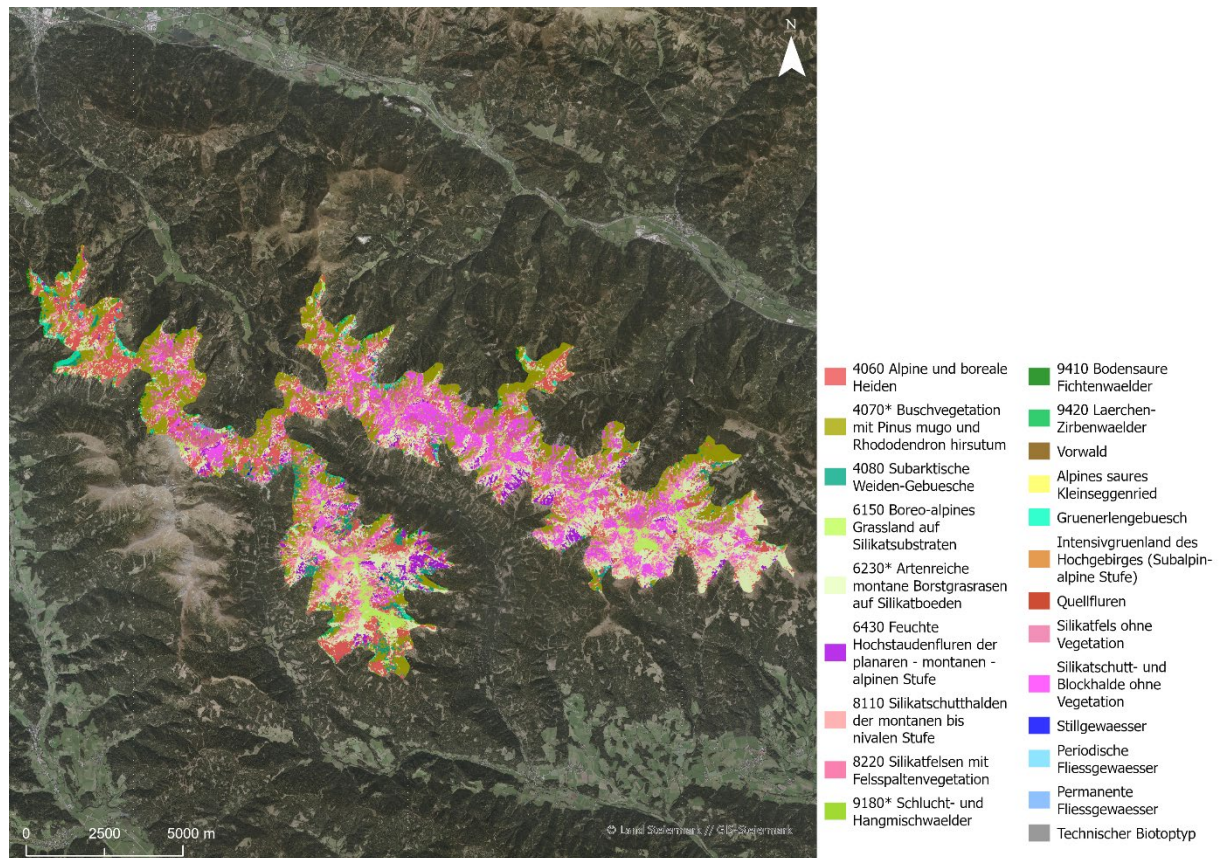 N
4060 Alpine und boreale
Heiden
4070* Buschvegetation
mit Pinus mugo und
Rhododendron hirsutum
4080 Subarktische
Weiden-Gebuesche
6150 Boreo-alpines
Grassland auf
Silikatsubstraten
6230* Artenreiche
montane Borstgrasrasen
auf Silikatboeden
6430 Feuchte
Hochstaudenfluren der
planaren - montanen -
alpinen Stufe
8110 Silikatschutthalden
der montanen bis
nivalen Stufe
8220 Silikatfelsen mit
Felsspaltenvegetation
9180* Schlucht- und
Hangmischwaelder
9410 Bodensaure
Fichtenwaelder
9420 Laerchen-
Zirbenwaelder
Vorwald
Alpines saures
Kleinseggenried
Gruenerlengebuesch
Intensivgruenland des
Hochgebirges (Subalpin-
alpine Stufe)
Quellfluren
Silikatfels ohne
Vegetation
Silikatschutt- und
Blockhalde ohne
Vegetation
Stillgewaesser
Periodische
Fliessgewaesser
Permanente
Fliessgewaesser
Technischer Biotoptyp
0 2500 5000 m
© Land Steiermark // GIS-Steiermark